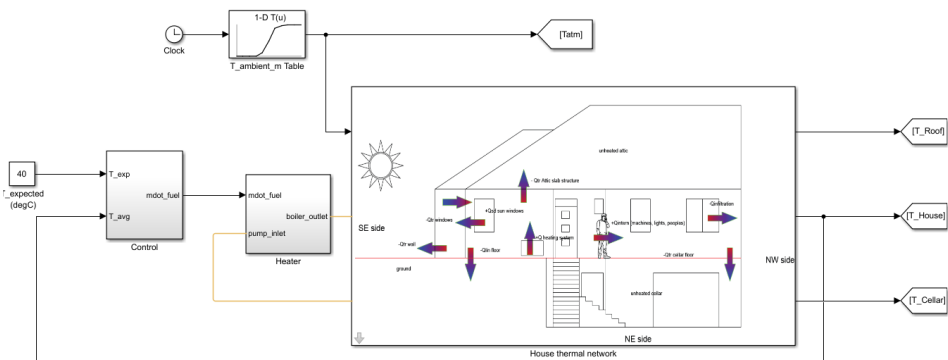 1-D T(u)
Clock
T_ambient_m Table
[Tatm]
[T_Roof]
unheated attic
40
T_expected
(degC)
T_exp
mdot_fuel
T_avg
Control
mdot_fuel
boiler_outlet
pump_inlet
Heater
SE side
-Qtr Attic slab structure
+Qsd sun windows
-Qtr windows
-Qinfiltration
+Qintern (machines, lights, peoples)
+Q heating system
-Qtr wall
-Qlin floor
-Qtr cellar floor
ground
unheated cellar
[T_House]
NW side
[T_Cellar]
NE side
House thermal network